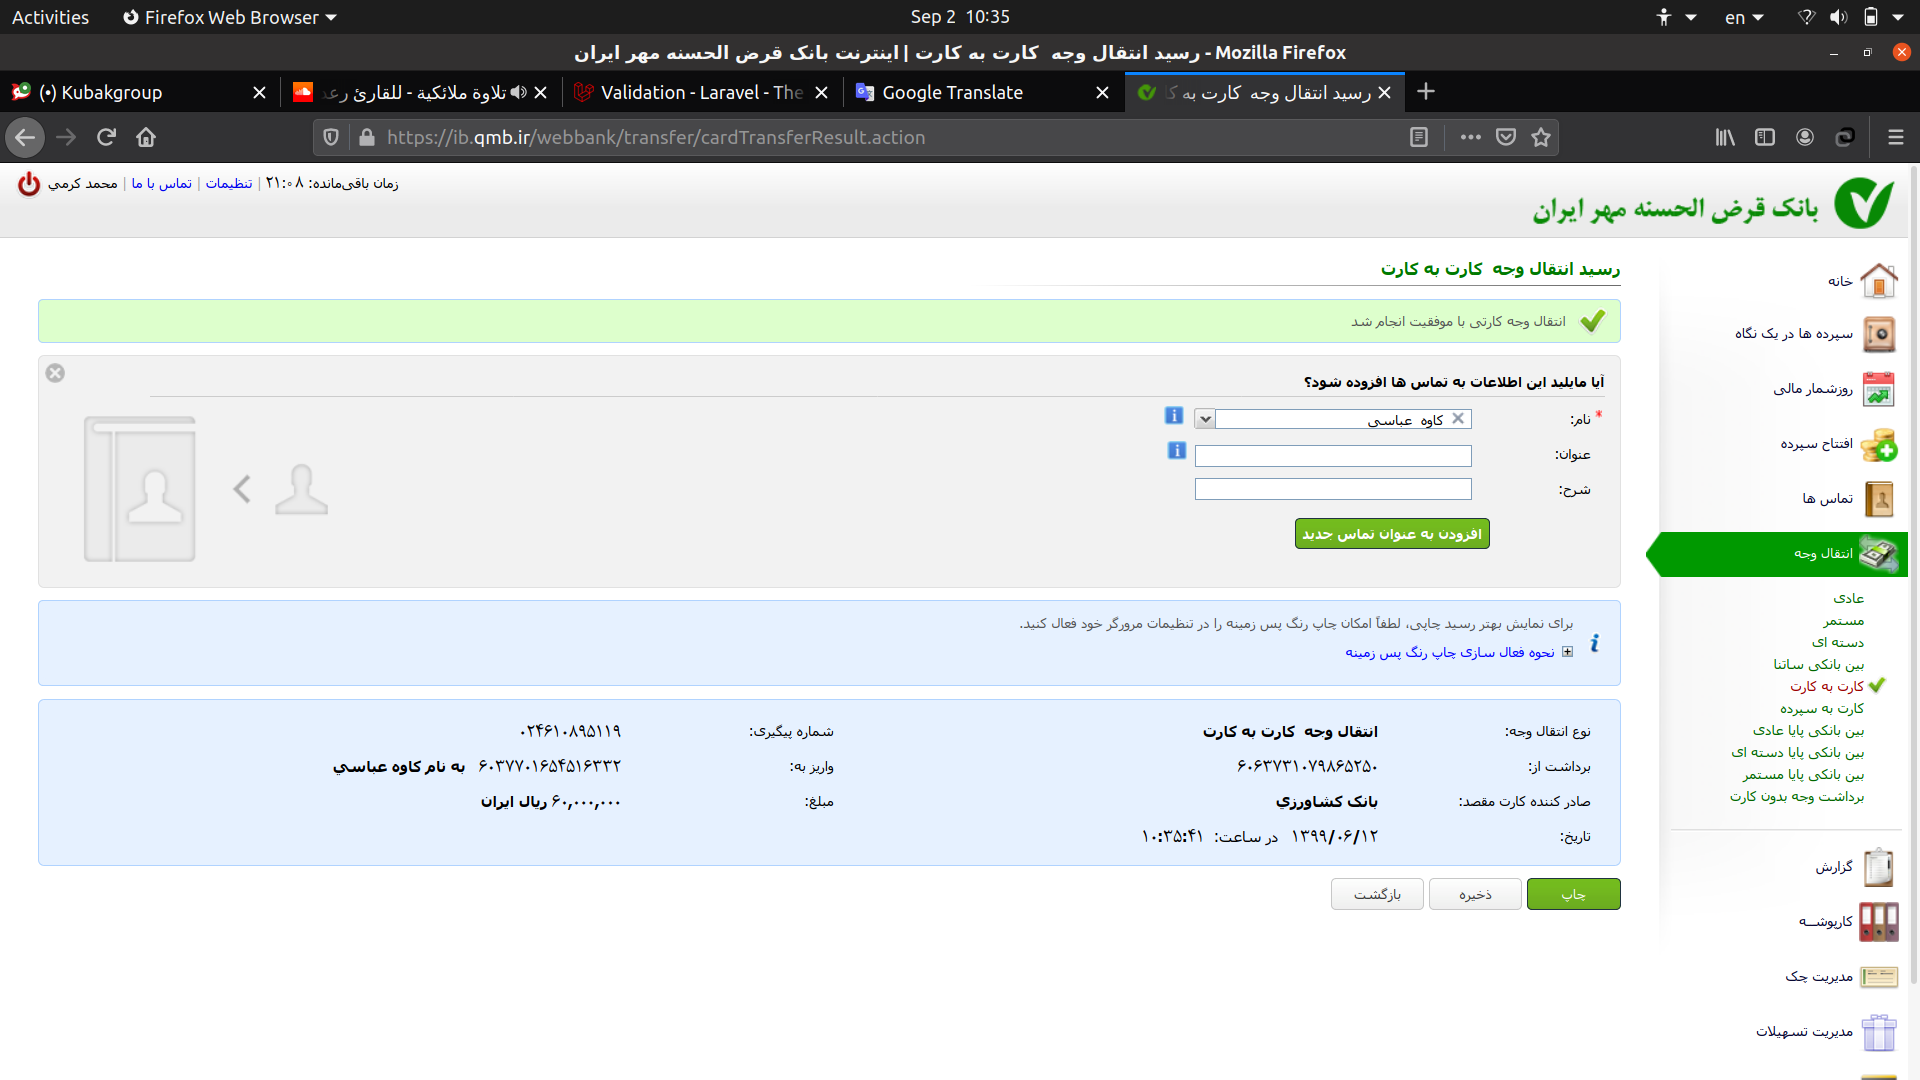 Activities
Firefox Web Browser
Sep 2 10:35
en
رسید انتقال وجه کارت به کارت | اینترنت بانک قرض الحسنه مهر ایران - Mozilla Firefox
(•) Kubakgroup
تلاوة ملائكية - للقارئ رعد
Validation - Laravel - The
Google Translate
رسید انتقال وجه کارت به ک
https://ib.qmb.ir/webbank/transfer/cardTransferResult.action
بانک قرض الحسنه مهر ایران
زمان باقی‌مانده: ۲۱:۰۸ | تنظیمات | تماس با ما | محمد کرمي
رسید انتقال وجه کارت به کارت
انتقال وجه کارتی با موفقیت انجام شد
آیا مایلید این اطلاعات به تماس ها افزوده شود؟
* نام:
کاوه عباسي
عنوان:
شرح:
افزودن به عنوان تماس جدید
برای نمایش بهتر رسید چاپی، لطفاً امکان چاپ رنگ پس زمینه را در تنظیمات مرورگر خود فعال کنید.
نحوه فعال سازی چاپ رنگ پس زمینه
نوع انتقال وجه: انتقال وجه کارت به کارت
شماره پیگیری: ۰۲۴۶۱۰۸۹۵۱۱۹
برداشت از: ۶۰۶۳۷۳۱۰۷۹۸۶۵۲۵۰
واریز به: ۶۰۳۷۷۰۱۶۵۴۵۱۶۳۳۲ به نام کاوه عباسي
صادر کننده کارت مقصد: بانک کشاورزي
مبلغ: ۶۰,۰۰۰,۰۰۰ ریال ایران
تاریخ: ۱۳۹۹/۰۶/۱۲ در ساعت: ۱۰:۳۵:۴۱
چاپ
ذخیره
بازگشت
خانه
سپرده ها در یک نگاه
روزشمار مالی
افتتاح سپرده
تماس ها
انتقال وجه
عادی
مستمر
دسته ای
بین بانکی ساتنا
کارت به کارت
کارت به سپرده
بین بانکی پایا عادی
بین بانکی پایا دسته ای
بین بانکی پایا مستمر
برداشت وجه بدون کارت
گزارش
کارپوشــه
مدیریت چک
مدیریت تسهیلات